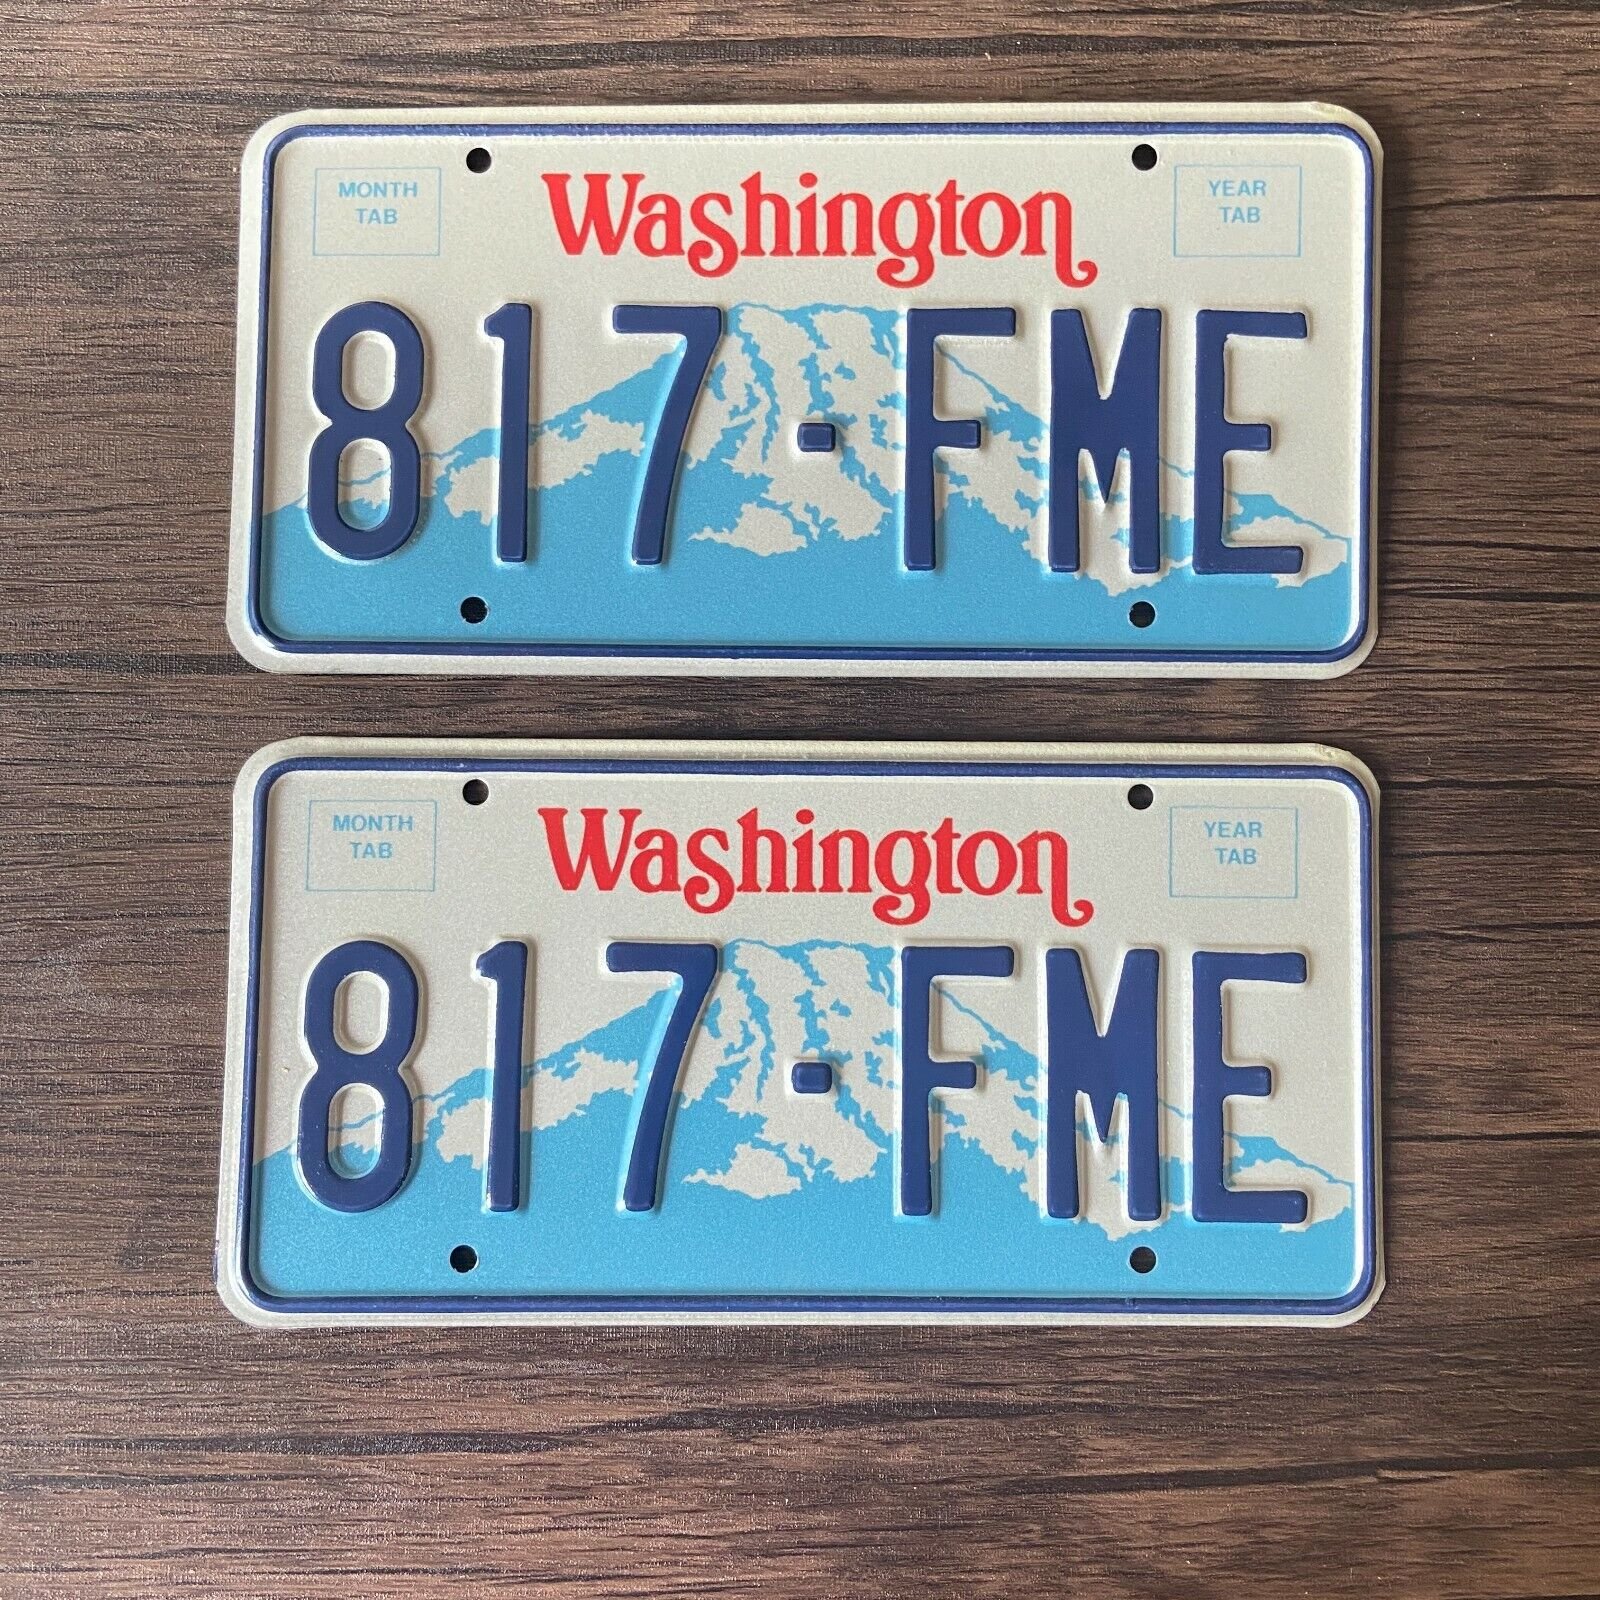 MONTH TAB Washington YEAR TAB
817-FME
MONTH TAB Washington YEAR TAB
817-FME